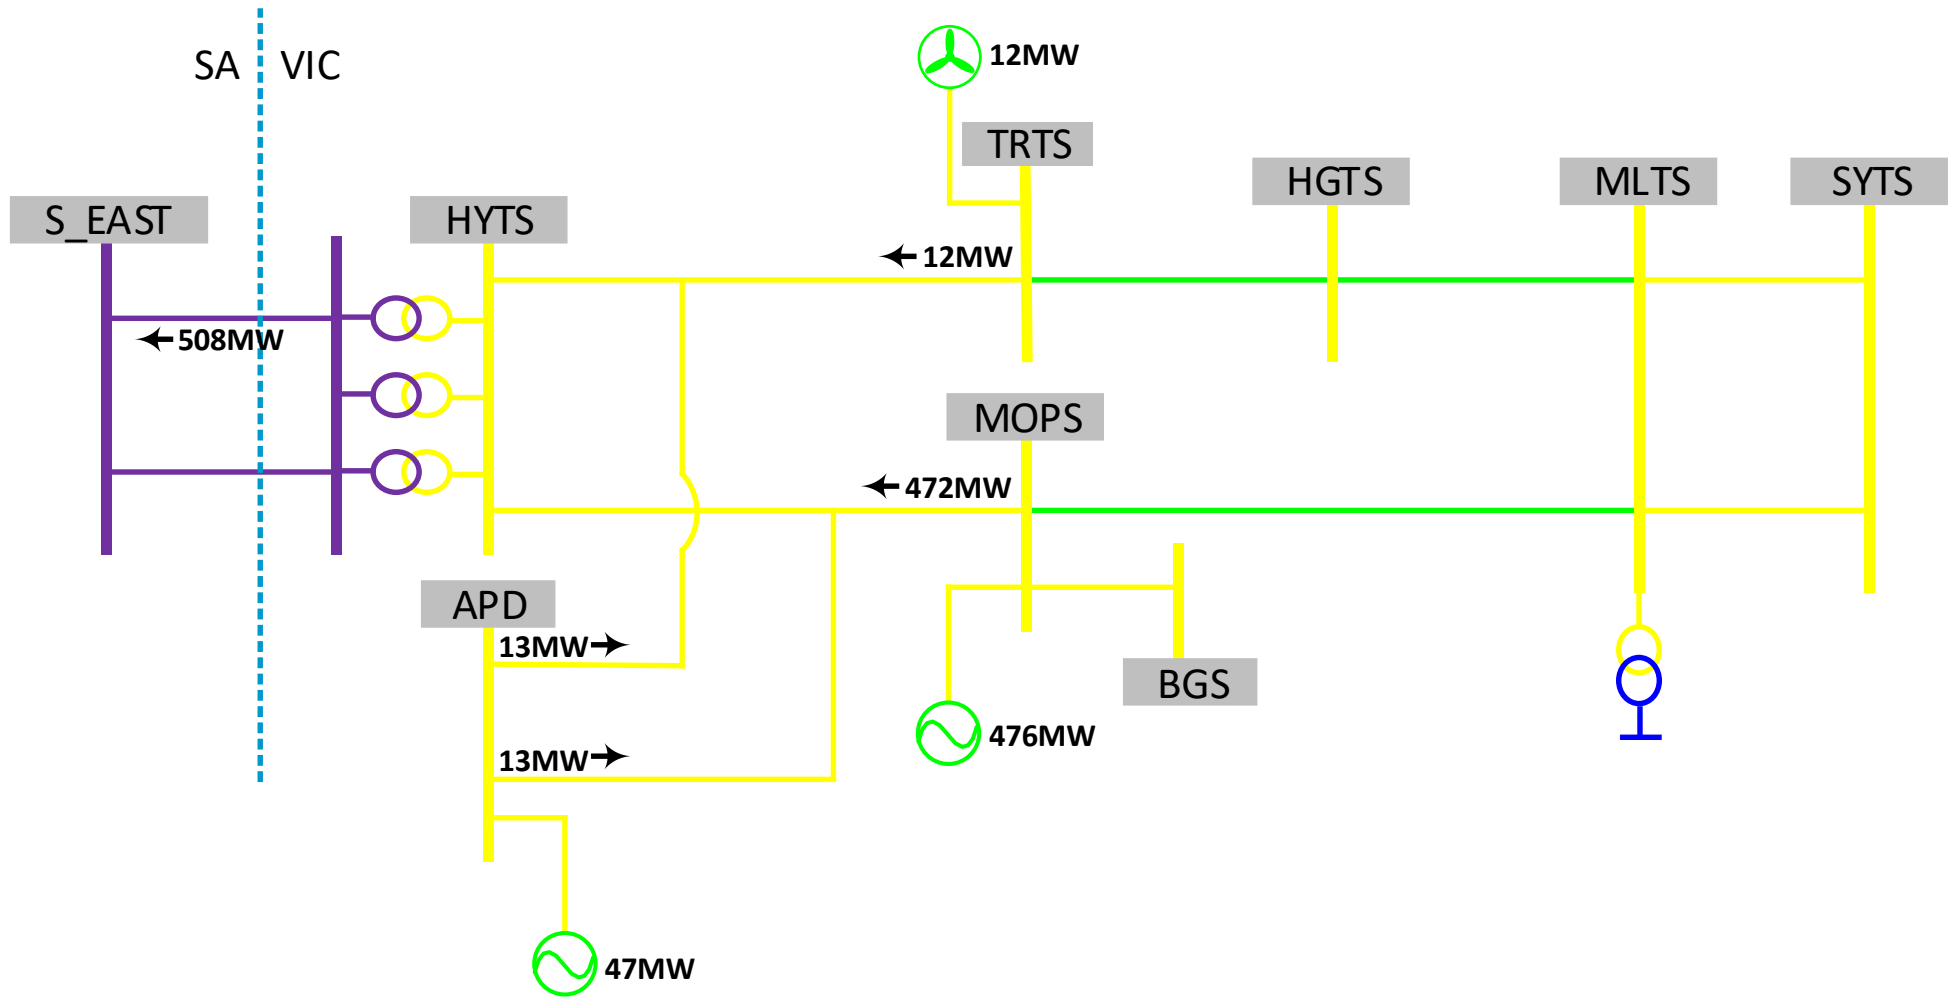 SA
VIC
12MW
TRTS
HGTS
MLTS
SYTS
S_EAST
HYTS
12MW
508MW
MOPS
472MW
APD
13MW
BGS
476MW
13MW
47MW